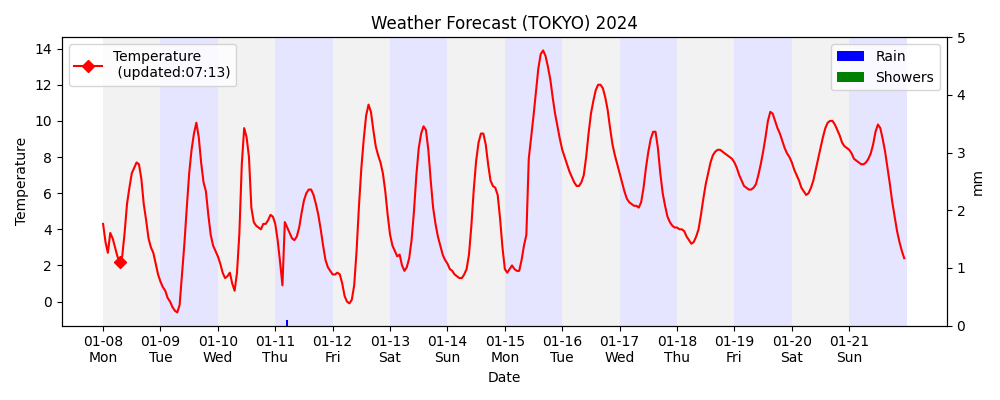 Weather Forecast (TOKYO) 2024
Temperature
(updated:07:13)
Rain
Showers
Temperature
14
12
10
8
6
4
2
0
5
4
3
2
1
0
mm
01-08 01-09 01-10 01-11 01-12 01-13 01-14 01-15 01-16 01-17 01-18 01-19 01-20 01-21
Mon Tue Wed Thu Fri Sat Sun Mon Tue Wed Thu Fri Sat Sun
Date